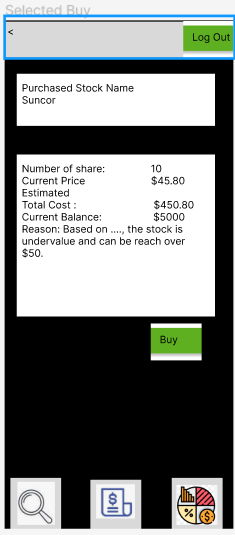 Selected Buy
<
Log Out
Purchased Stock Name
Suncor
Number of share: 10
Current Price $45.80
Estimated
Total Cost : $450.80
Current Balance: $5000
Reason: Based on ...., the stock is
undervalue and can be reach over
$50.
Buy
$
%
$